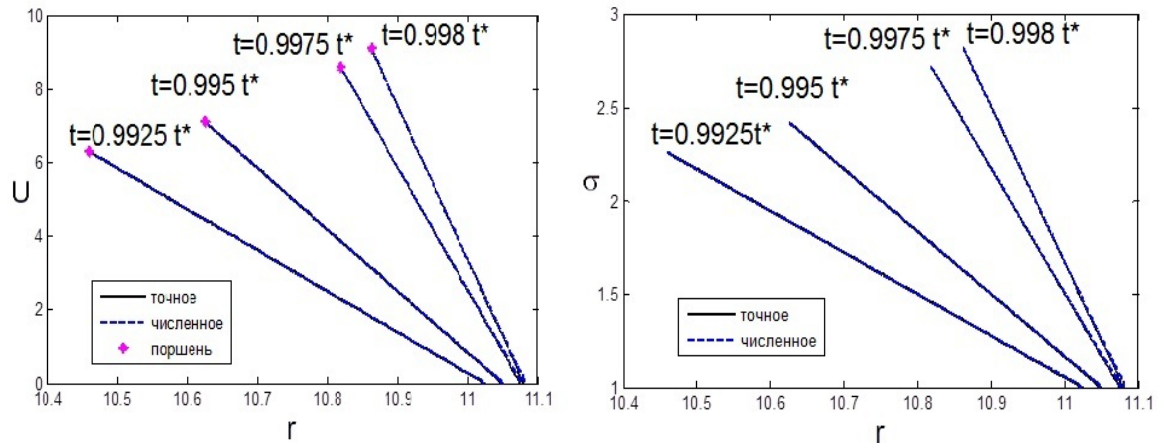 10
8
6
4
2
0
U
t=0.9975 t*
t=0.998 t*
t=0.995 t*
t=0.9925 t*
точное
численное
поршень
10.4 10.5 10.6 10.7 10.8 10.9 11 11.1
r
3
2.5
2
1.5
1
σ
t=0.9975 t*
t=0.998 t*
t=0.995 t*
t=0.9925t*
точное
численное
10.4 10.5 10.6 10.7 10.8 10.9 11 11.1
r